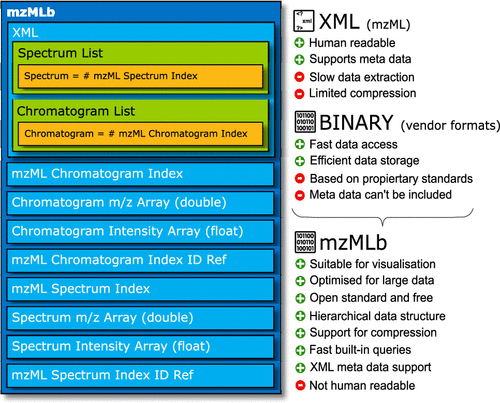 mzMLb
XML
Spectrum List
Spectrum = # mzML Spectrum Index
Chromatogram List
Chromatogram = # mzML Chromatogram Index
mzML Chromatogram Index
Chromatogram m/z Array (double)
Chromatogram Intensity Array (float)
mzML Chromatogram Index ID Ref
mzML Spectrum Index
Spectrum m/z Array (double)
Spectrum Intensity Array (float)
mzML Spectrum Index ID Ref
<?
xml
?>
XML (mzML)
Human readable
Supports meta data
Slow data extraction
Limited compression
101100
010110
100101
BINARY (vendor formats)
Fast data access
Efficient data storage
Based on propiertary standards
Meta data can't be included
101100
010110
100101
mzMLb
Suitable for visualisation
Optimised for large data
Open standard and free
Hierarchical data structure
Support for compression
Fast built-in queries
XML meta data support
Not human readable